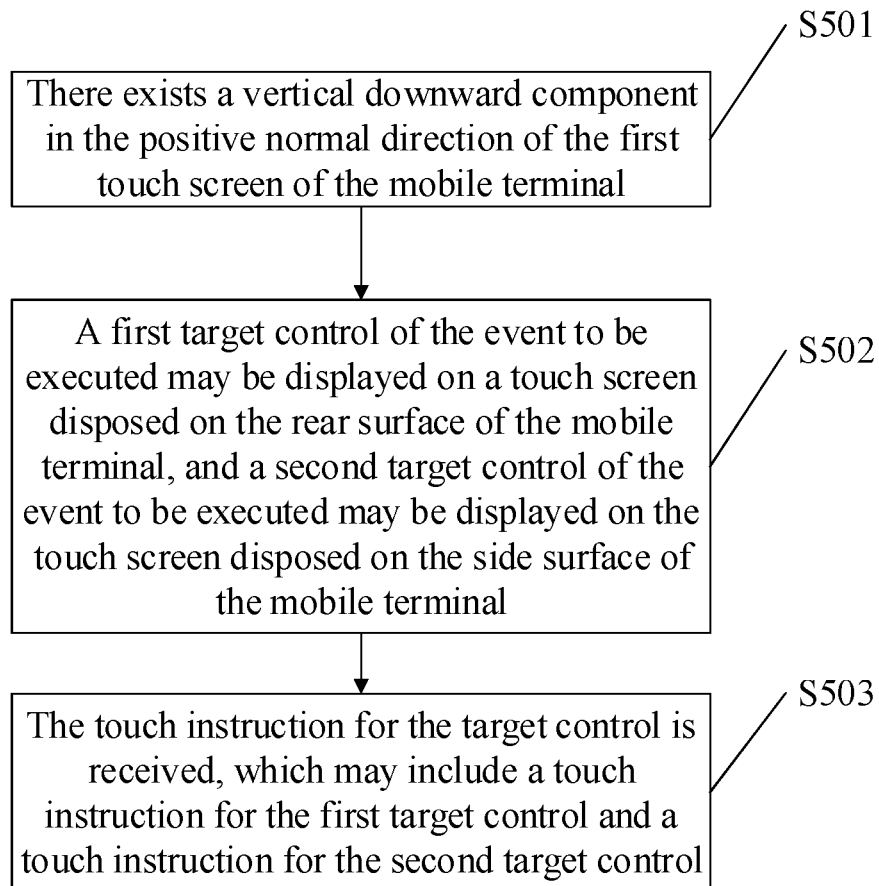 S501
There exists a vertical downward component
in the positive normal direction of the first
touch screen of the mobile terminal
S502
A first target control of the event to be
executed may be displayed on a touch screen
disposed on the rear surface of the mobile
terminal, and a second target control of the
event to be executed may be displayed on the
touch screen disposed on the side surface of
the mobile terminal
S503
The touch instruction for the target control is
received, which may include a touch
instruction for the first target control and a
touch instruction for the second target control